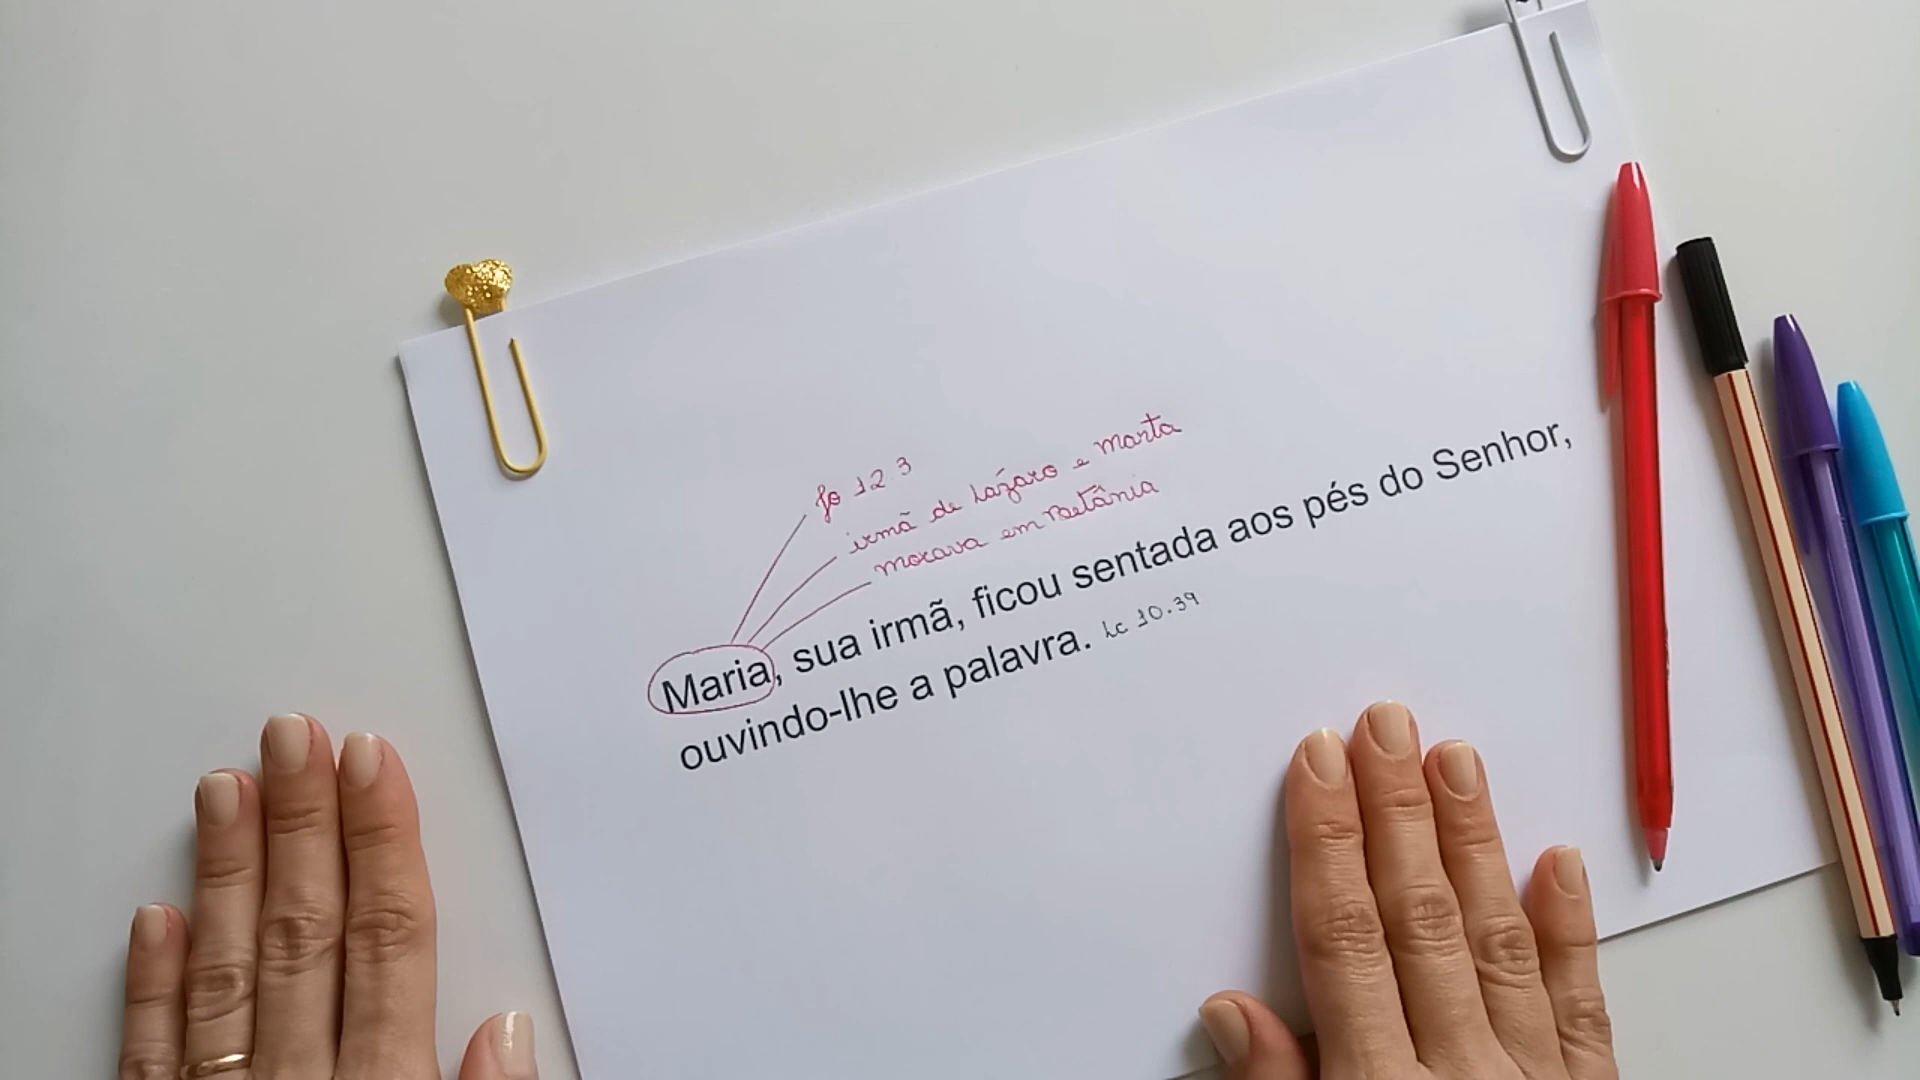 Jo 12.3
irmã de Lázaro e Marta
morava em Betânia
Maria, sua irmã, ficou sentada aos pés do Senhor,
ouvindo-lhe a palavra. Lc 10.39